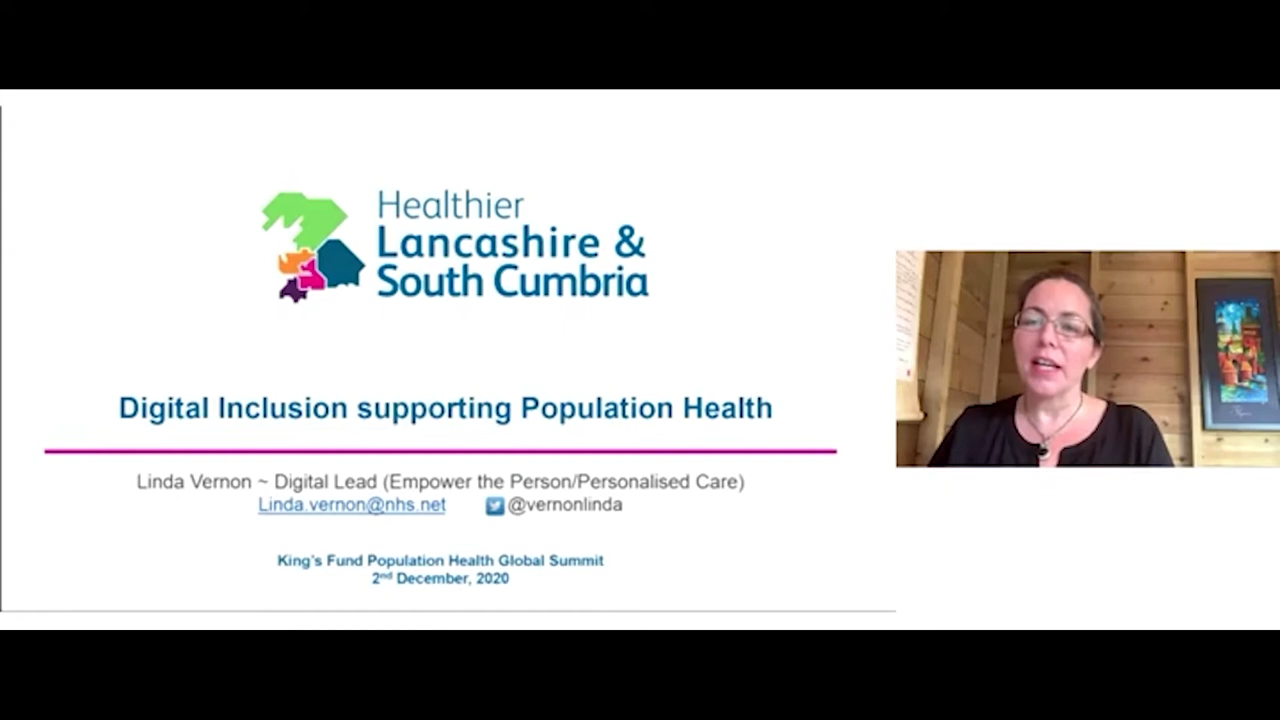 Healthier
Lancashire &
South Cumbria
Digital Inclusion supporting Population Health
Linda Vernon ~ Digital Lead (Empower the Person/Personalised Care)
Linda.vernon@nhs.net @vernonlinda
King's Fund Population Health Global Summit
2nd December, 2020